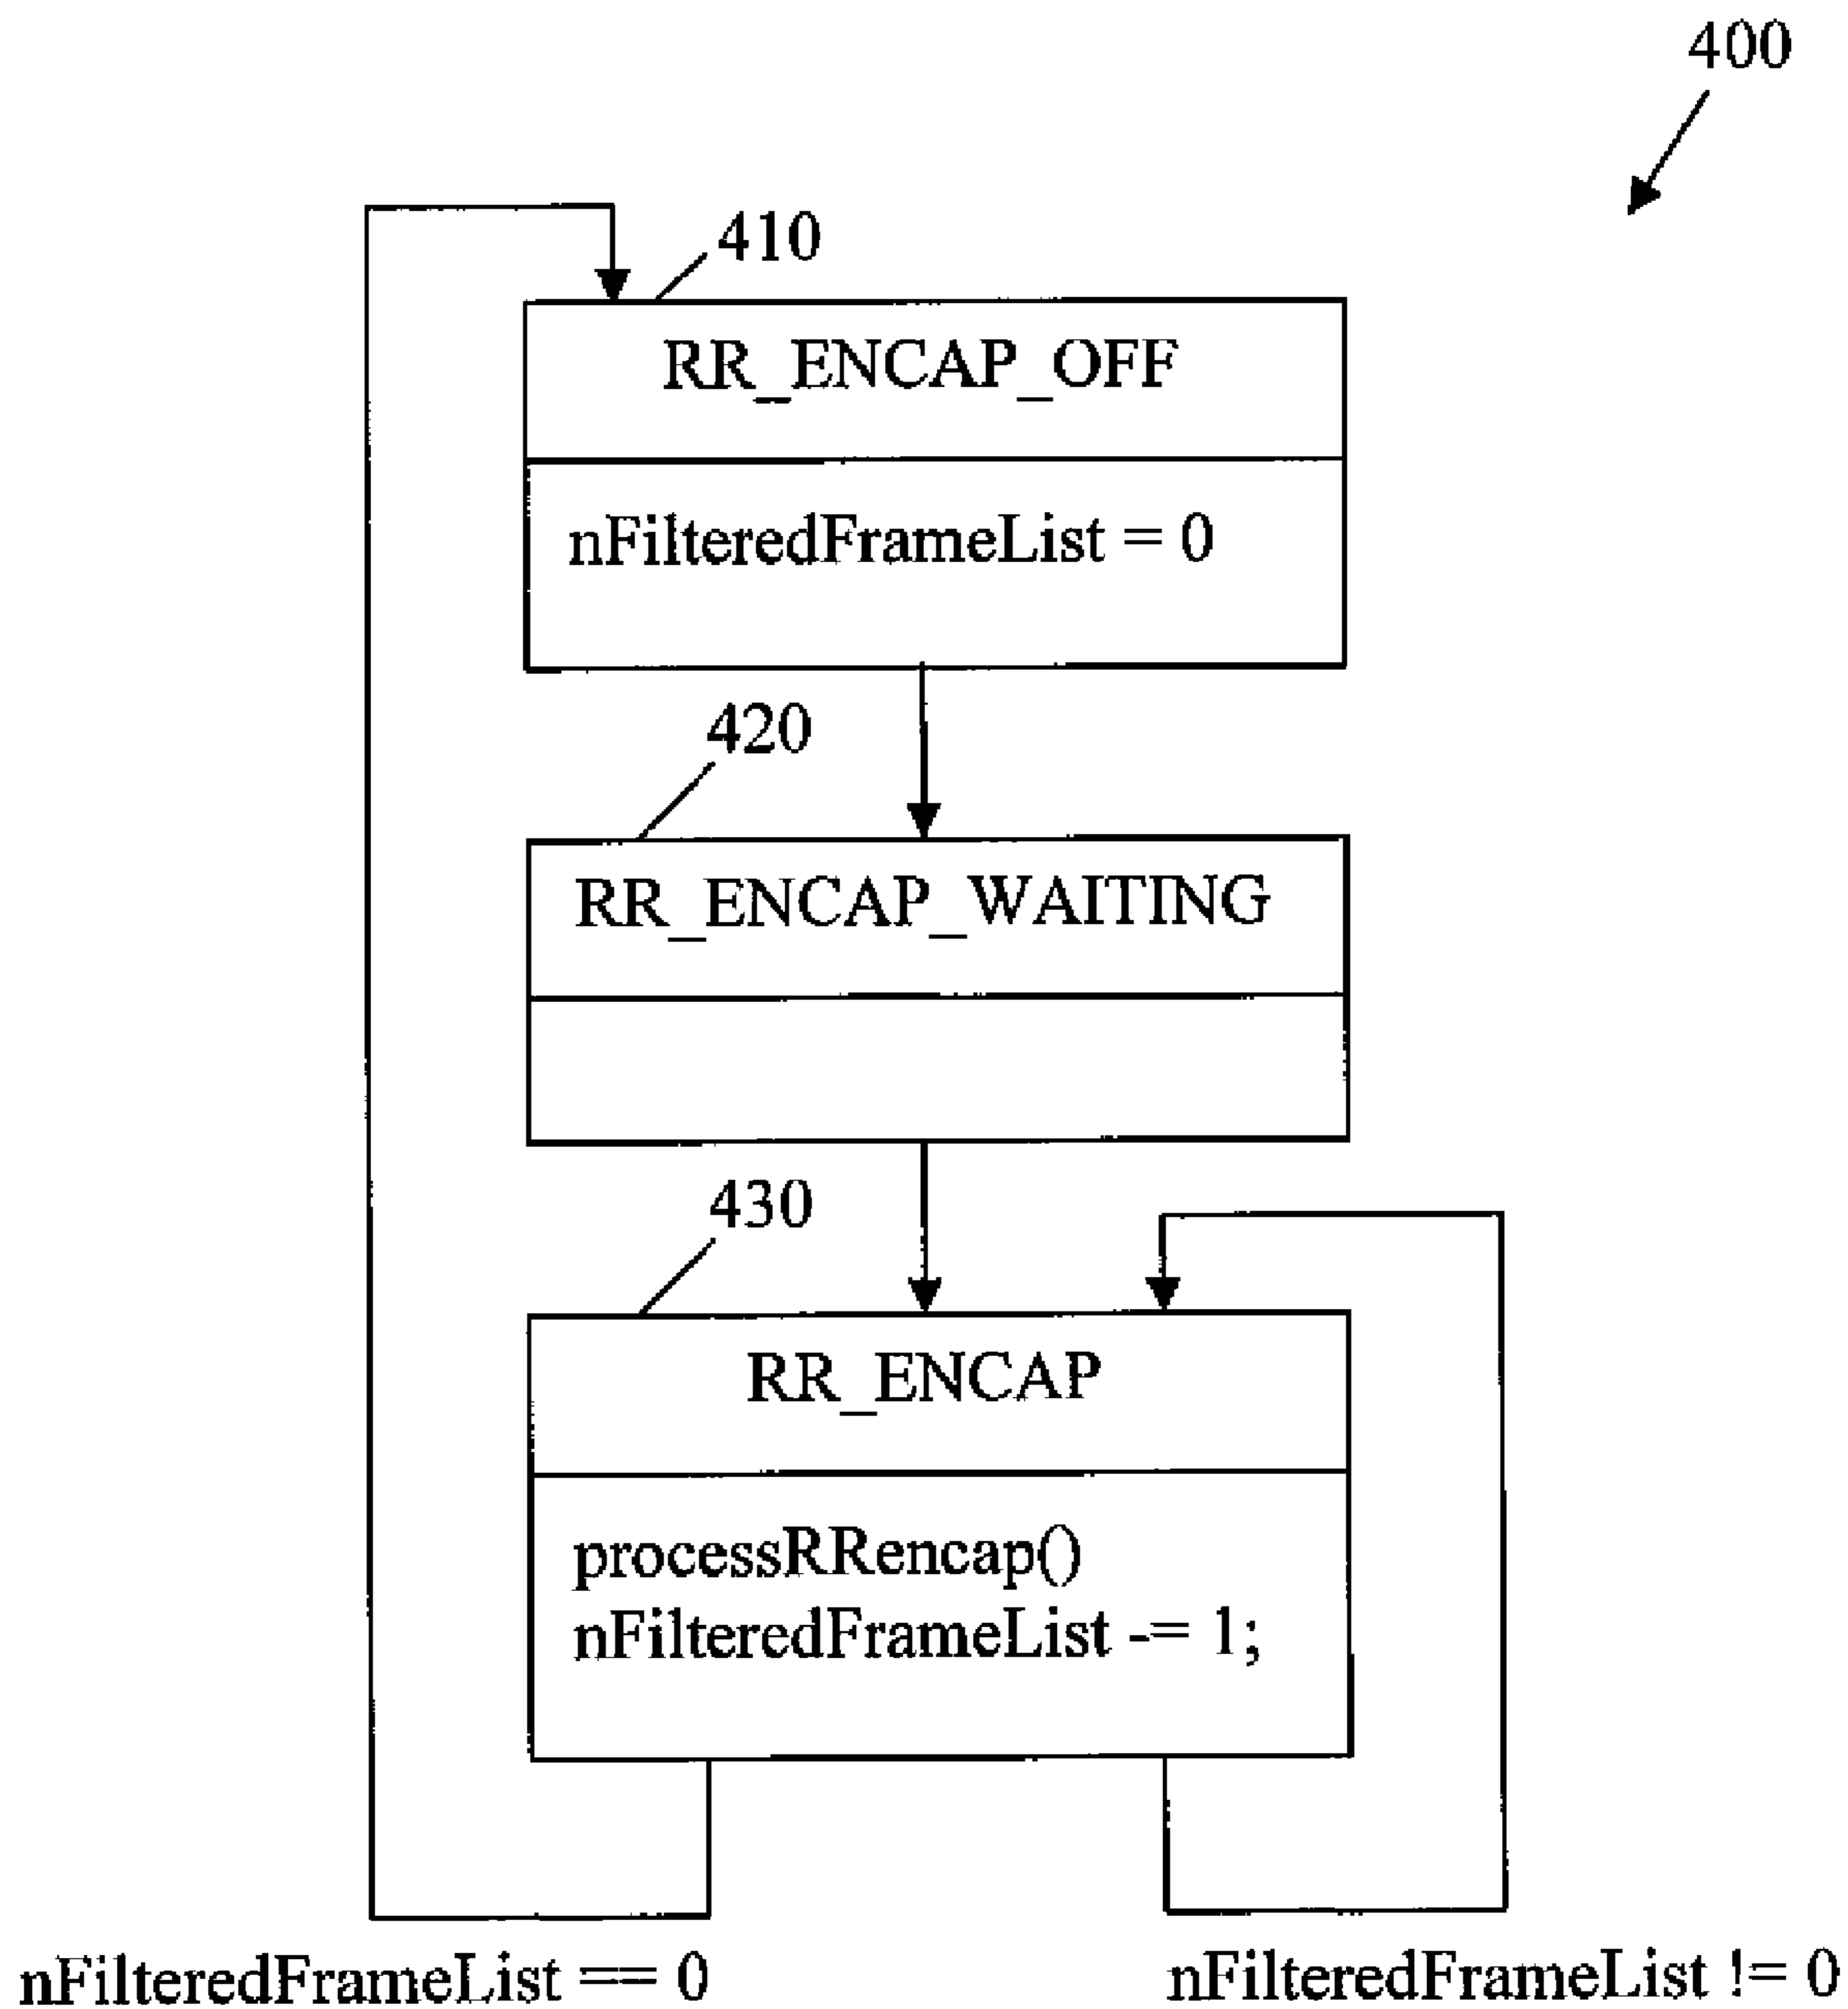 400
410
RR_ENCAP_OFF
nFilteredFrameList = 0
420
RR_ENCAP_WAITING
430
RR_ENCAP
processRRencap()
nFilteredFrameList -= 1;
nFilteredFrameList == 0
nFilteredFrameList != 0